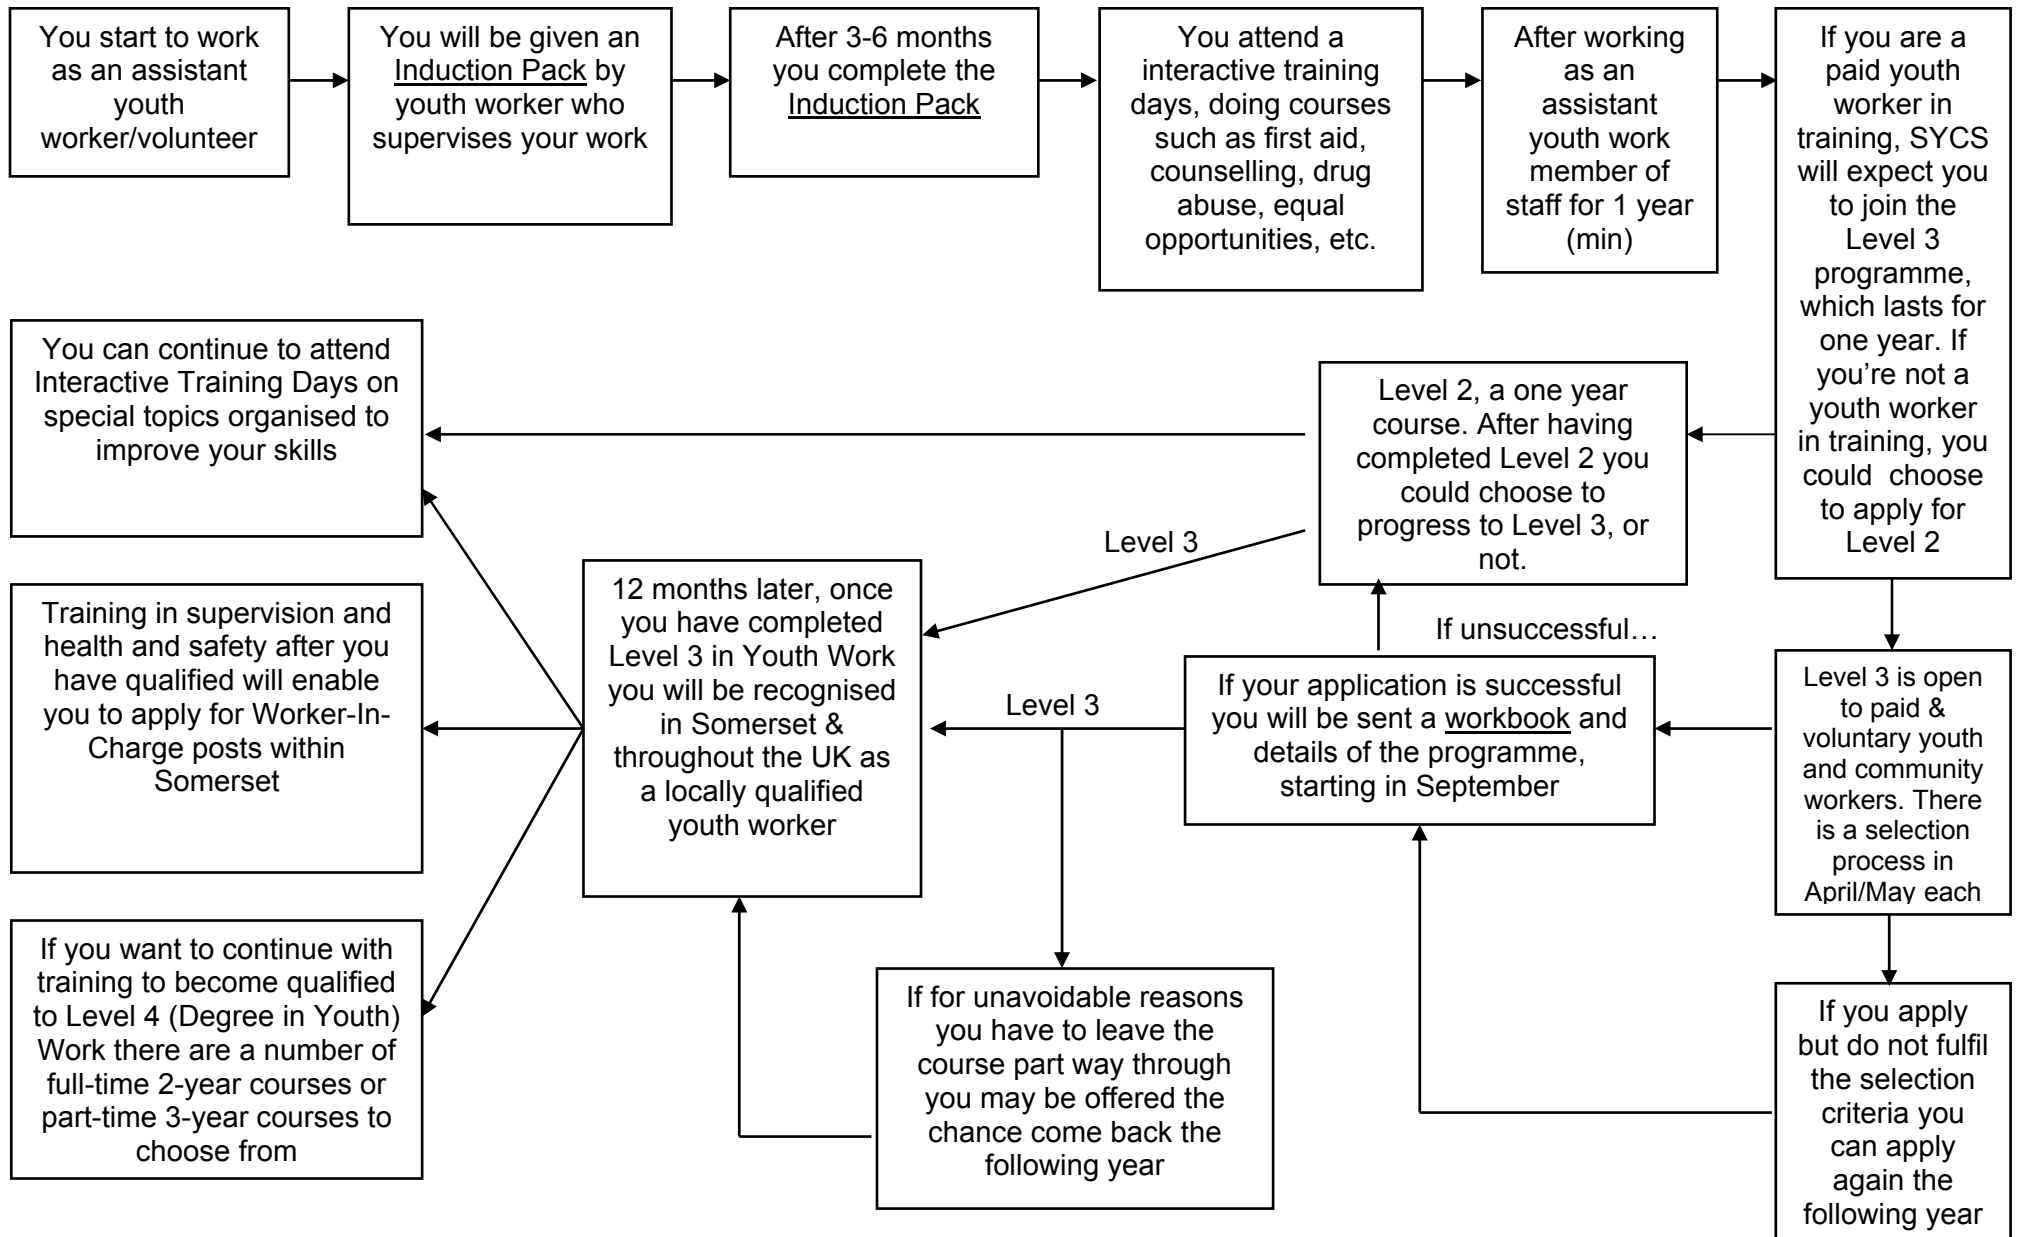 You start to work
as an assistant
youth
worker/volunteer
You will be given an
Induction Pack by
youth worker who
supervises your work
After 3-6 months
you complete the
Induction Pack
You attend a
interactive training
days, doing courses
such as first aid,
counselling, drug
abuse, equal
opportunities, etc.
After working
as an
assistant
youth work
member of
staff for 1 year
(min)
If you are a
paid youth
worker in
training, SYCS
will expect you
to join the
Level 3
programme,
which lasts for
one year. If
you’re not a
youth worker
in training, you
could choose
to apply for
Level 2
Level 2, a one year
course. After having
completed Level 2 you
could choose to
progress to Level 3, or
not.
You can continue to attend
Interactive Training Days on
special topics organised to
improve your skills
Level 3
If unsuccessful…
Level 3 is open
to paid &
voluntary youth
and community
workers. There
is a selection
process in
April/May each
If your application is successful
you will be sent a workbook and
details of the programme,
starting in September
Level 3
12 months later, once
you have completed
Level 3 in Youth Work
you will be recognised
in Somerset &
throughout the UK as
a locally qualified
youth worker
Training in supervision and
health and safety after you
have qualified will enable
you to apply for Worker-In-
Charge posts within
Somerset
If you want to continue with
training to become qualified
to Level 4 (Degree in Youth)
Work there are a number of
full-time 2-year courses or
part-time 3-year courses to
choose from
If for unavoidable reasons
you have to leave the
course part way through
you may be offered the
chance come back the
following year
If you apply
but do not fulfil
the selection
criteria you
can apply
again the
following year